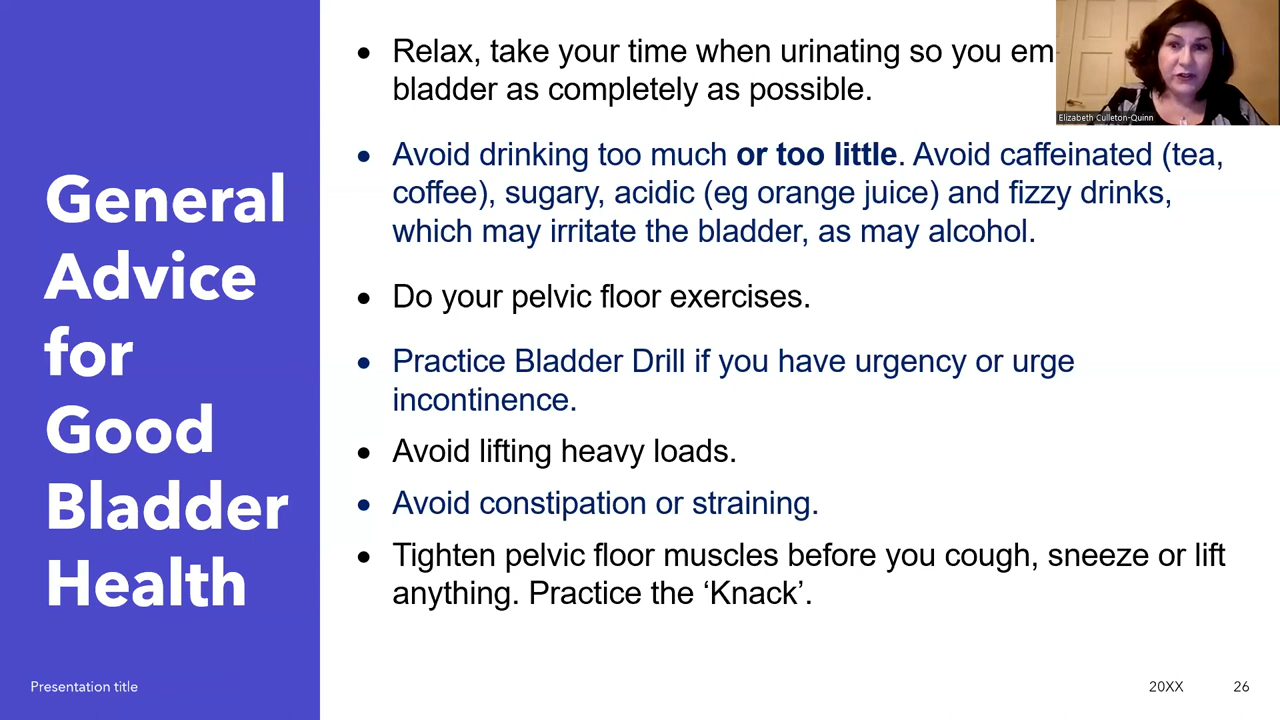 General
Advice
for
Good
Bladder
Health
• Relax, take your time when urinating so you
bladder as completely as possible.
• Avoid drinking too much or too little. Avoid caffeinated (tea,
coffee), sugary, acidic (eg orange juice) and fizzy drinks,
which may irritate the bladder, as may alcohol.
• Do your pelvic floor exercises.
• Practice Bladder Drill if you have urgency or urge
incontinence.
• Avoid lifting heavy loads.
• Avoid constipation or straining.
• Tighten pelvic floor muscles before you cough, sneeze or lift
anything. Practice the ‘Knack’.
Elizabeth Culleton-Quinn
Presentation title
20XX
26